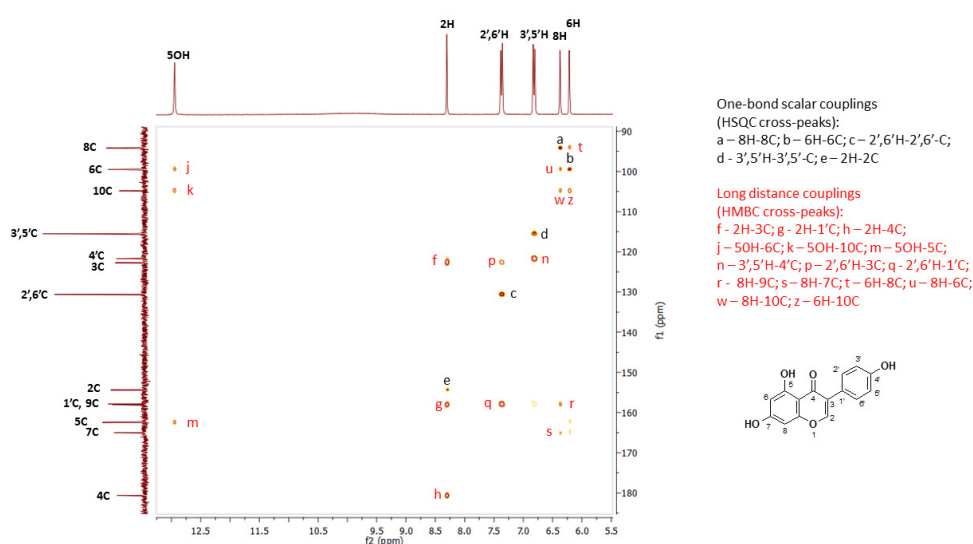 6H
2H
2',6'H
3',5'H
8H
5OH
8C
6C
10C
3',5'C
4'C
3C
2',6'C
2C
1'C, 9C
5C
7C
4C
a
t
b
j
u
k
w
z
d
f
p
n
c
e
g
q
r
m
s
h
90
100
110
120
130
140
150
160
170
180
f1 (ppm)
12.5
12.0
11.5
11.0
10.5
10.0
9.5
9.0
8.5
8.0
7.5
7.0
6.5
6.0
5.5
f2 (ppm)
One-bond scalar couplings
(HSQC cross-peaks):
a – 8H-8C; b – 6H-6C; c – 2',6'H-2',6'-C;
d - 3',5'H-3',5'-C; e – 2H-2C
Long distance couplings
(HMBC cross-peaks):
f - 2H-3C; g - 2H-1'C; h – 2H-4C;
j – 5OH-6C; k – 5OH-10C; m – 5OH-5C;
n – 3',5'H-4'C; p – 2',6'H-3C; q - 2',6'H-1'C;
r - 8H-9C; s – 8H-7C; t – 6H-8C; u – 8H-6C;
w – 8H-10C; z – 6H-10C
OH
O
OH
2'
3'
4'
5'
6'
1'
5
4
3
6
2
7
8
1
HO
O